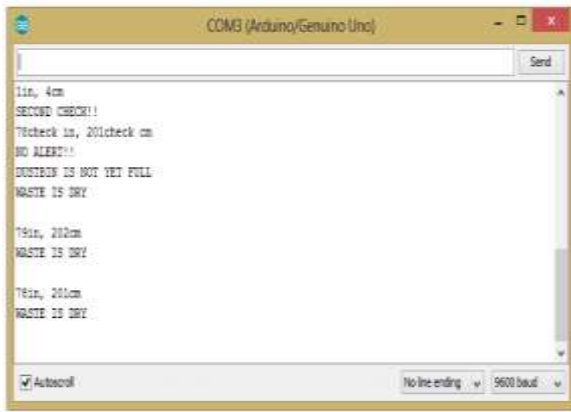 COM3 (Arduino/Genuino Uno)
Send
1in, 4cm
SECOND CHECK!!
78check in, 201check cm
NO ALERT!!
DUSTBIN IS NOT YET FULL
WASTE IS DRY
79in, 202cm
WASTE IS DRY
78in, 201cm
WASTE IS DRY
Autoscroll
No line ending
9600 baud